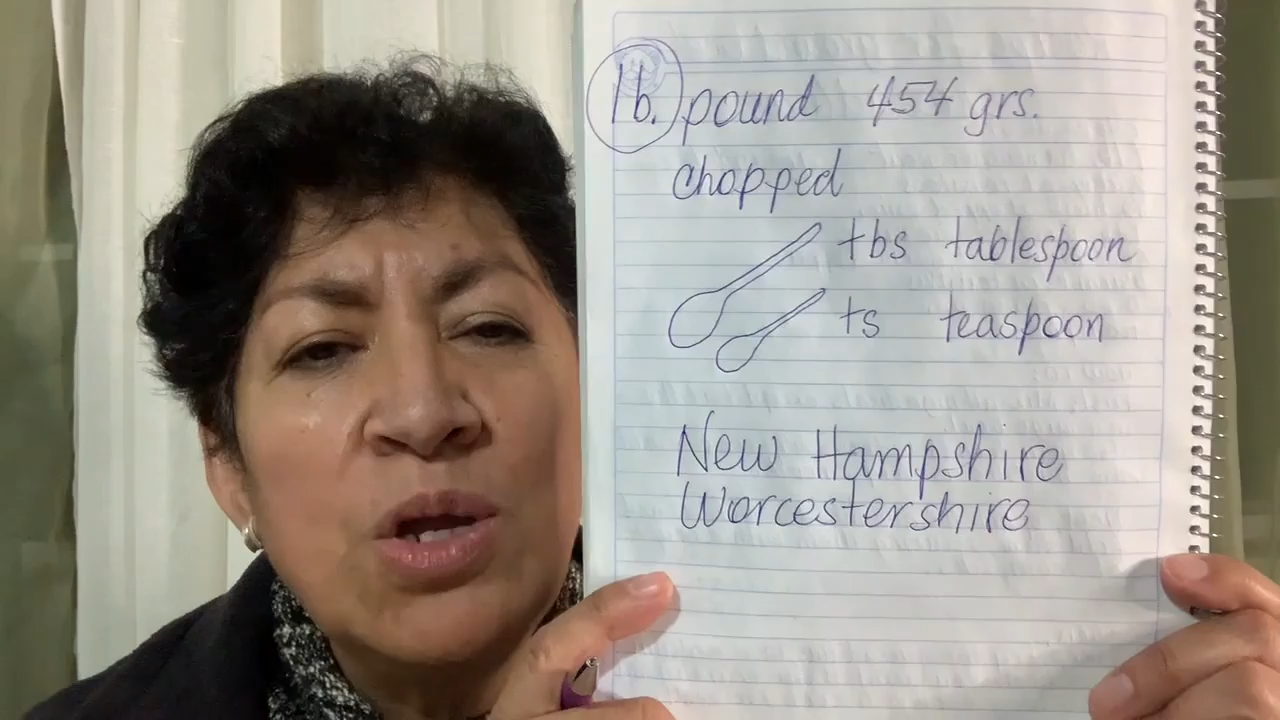 lb. pound 454 grs.
chopped
tbs tablespoon
ts teaspoon
New Hampshire
Worcestershire